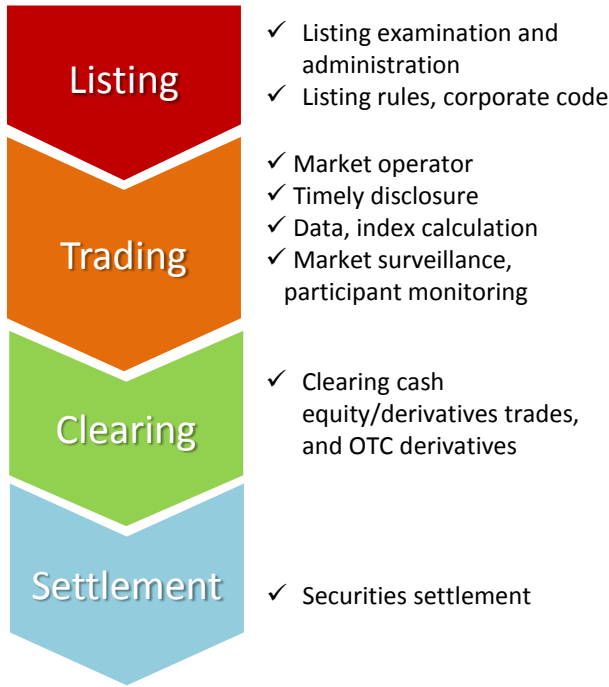 Listing
✓ Listing examination and
administration
✓ Listing rules, corporate code
Trading
✓ Market operator
✓ Timely disclosure
✓ Data, index calculation
✓ Market surveillance,
participant monitoring
Clearing
✓ Clearing cash
equity/derivatives trades,
and OTC derivatives
Settlement
✓ Securities settlement